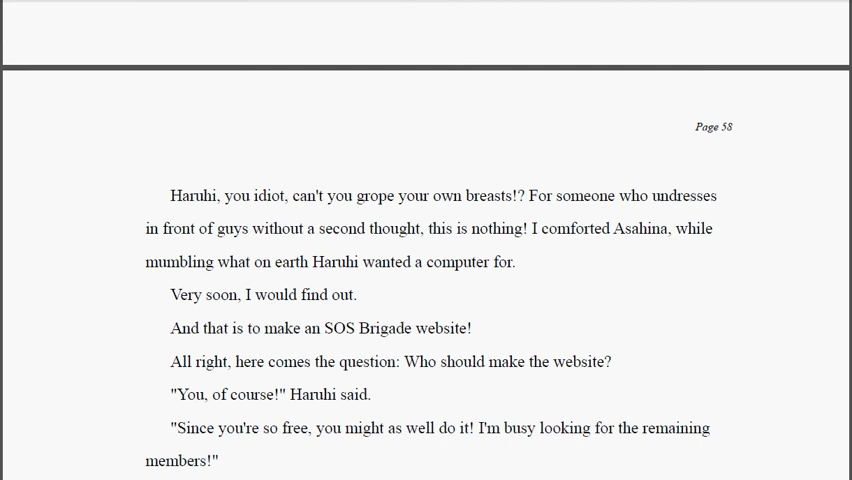 Page 58
Haruhi, you idiot, can't you grope your own breasts!? For someone who undresses
in front of guys without a second thought, this is nothing! I comforted Asahina, while
mumbling what on earth Haruhi wanted a computer for.
Very soon, I would find out.
And that is to make an SOS Brigade website!
All right, here comes the question: Who should make the website?
"You, of course!" Haruhi said.
"Since you're so free, you might as well do it! I'm busy looking for the remaining
members!"